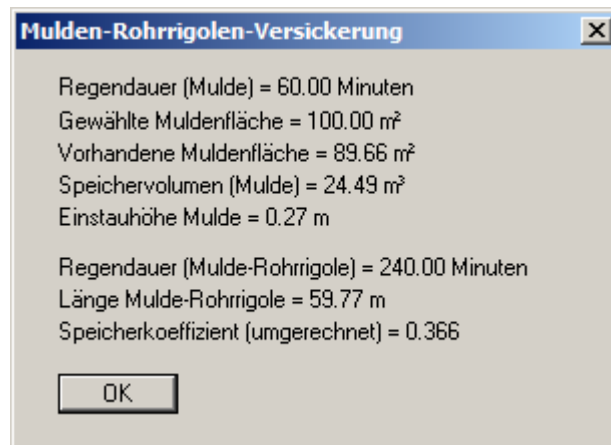 Mulden-Rohrrigolen-Versickerung
Regendauer (Mulde) = 60.00 Minuten
Gewählte Muldenfläche = 100.00 m²
Vorhandene Muldenfläche = 89.66 m²
Speichervolumen (Mulde) = 24.49 m³
Einstauhöhe Mulde = 0.27 m
Regendauer (Mulde-Rohrrigole) = 240.00 Minuten
Länge Mulde-Rohrrigole = 59.77 m
Speicherkoeffizient (umgerechnet) = 0.366
OK